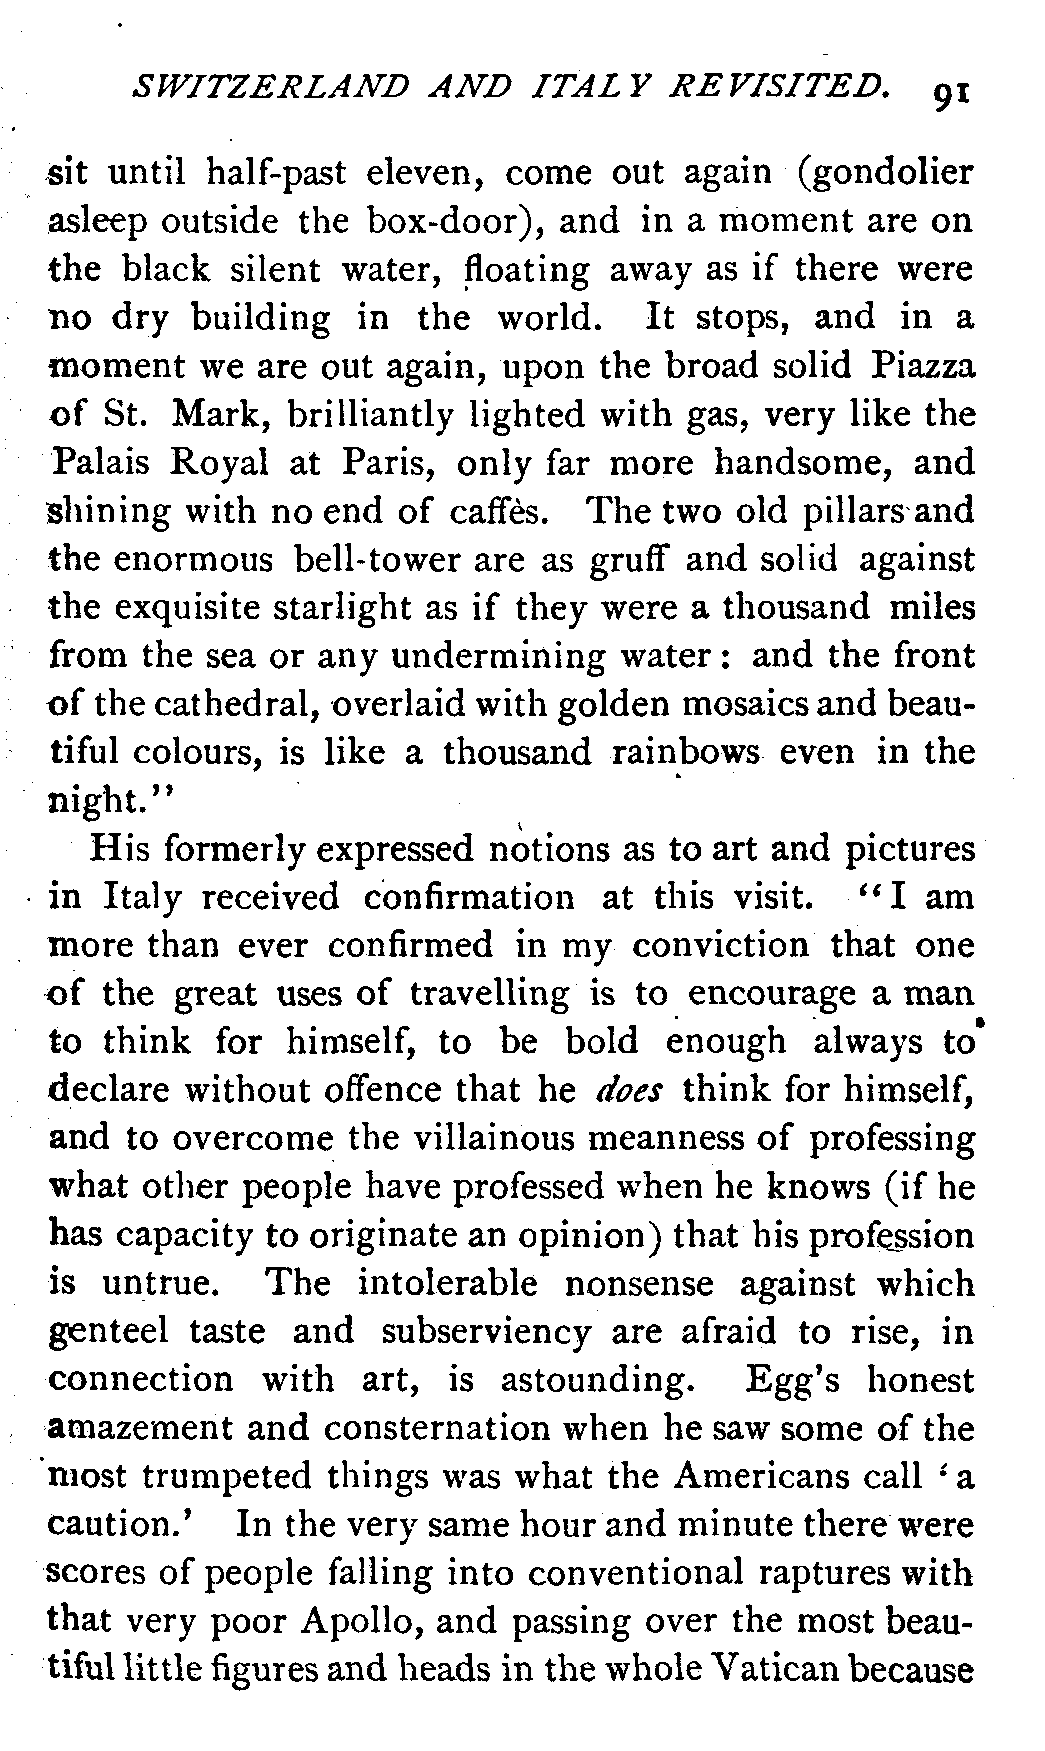 SWITZERLAND AND ITALY REVISITED. 91
sit until half-past eleven, come out again (gondolier
asleep outside the box-door), and in a moment are on
the black silent water, floating away as if there were
no dry building in the world. It stops, and in a
moment we are out again, upon the broad solid Piazza
of St. Mark, brilliantly lighted with gas, very like the
Palais Royal at Paris, only far more handsome, and
shining with no end of caffès. The two old pillars and
the enormous bell-tower are as gruff and solid against
the exquisite starlight as if they were a thousand miles
from the sea or any undermining water : and the front
of the cathedral, overlaid with golden mosaics and beau-
tiful colours, is like a thousand rainbows even in the
night."
His formerly expressed notions as to art and pictures
in Italy received confirmation at this visit. "I am
more than ever confirmed in my conviction that one
of the great uses of travelling is to encourage a man
to think for himself, to be bold enough always to
declare without offence that he does think for himself,
and to overcome the villainous meanness of professing
what other people have professed when he knows (if he
has capacity to originate an opinion) that his profession
is untrue. The intolerable nonsense against which
genteel taste and subserviency are afraid to rise, in
connection with art, is astounding. Egg's honest
amazement and consternation when he saw some of the
most trumpeted things was what the Americans call 'a
caution.' In the very same hour and minute there were
scores of people falling into conventional raptures with
that very poor Apollo, and passing over the most beau-
tiful little figures and heads in the whole Vatican because